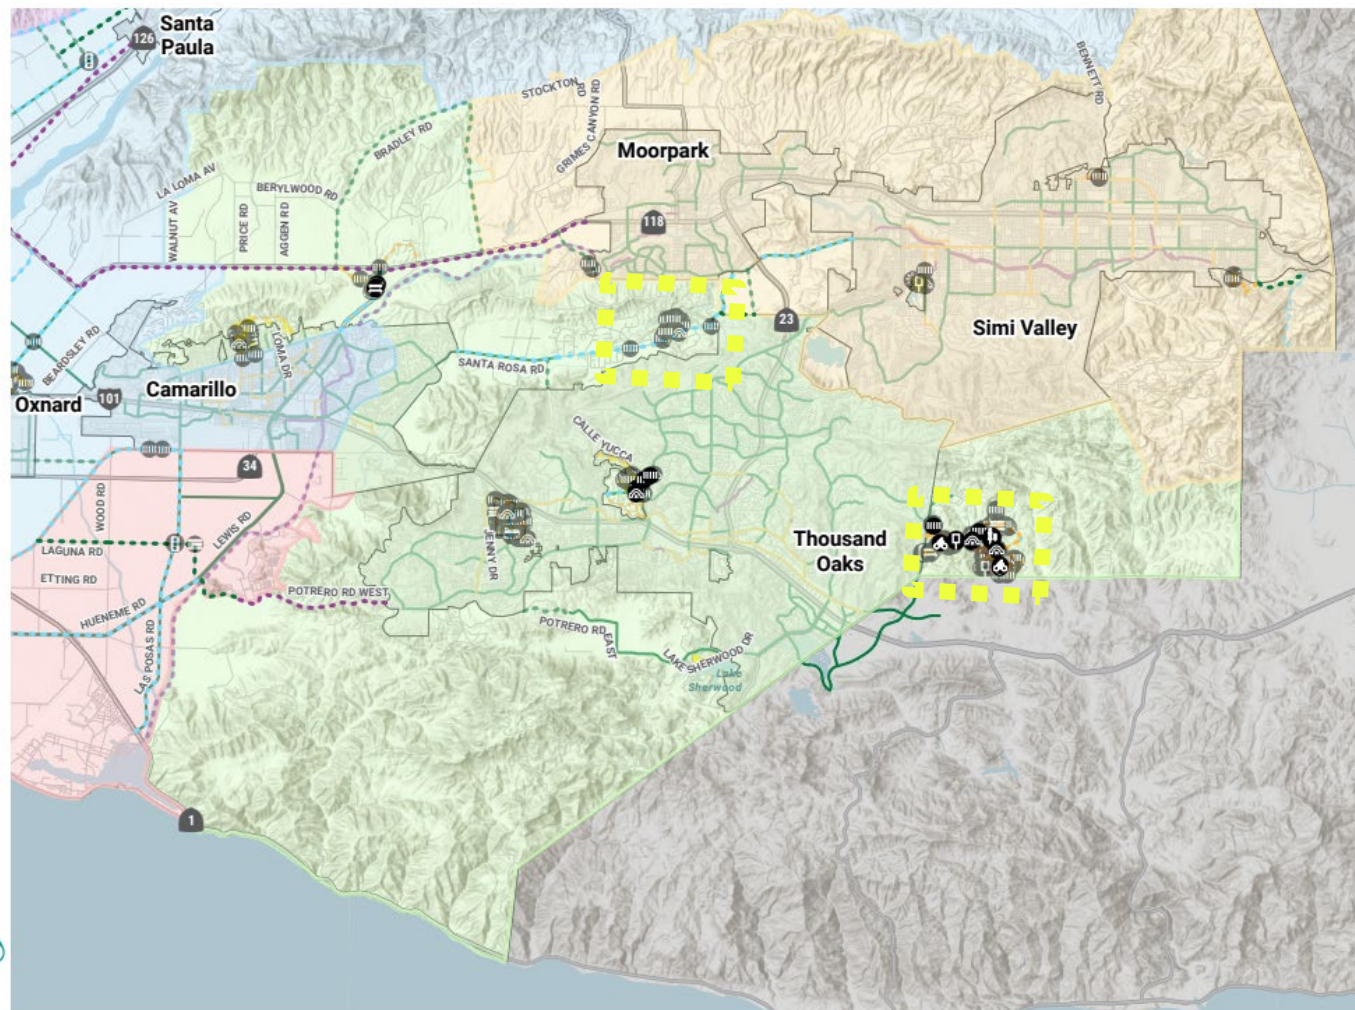 Santa
Paula
126
BENNETT RD
STOCKTON
RD
GRIMES CANYON RD
BRADLEY RD
Moorpark
LA LOMA AV
BERYLWOOD RD
WALNUT AV
PRICE RD
AGGEN RD
118
23
Simi Valley
BEARDSLEY RD
LOMA DR
SANTA ROSA RD
Camarillo
101
Oxnard
CALLE YUCCA
34
WOOD RD
LEWIS RD
JENNY DR
Thousand
Oaks
LAGUNA RD
ETTING RD
POTRERO RD WEST
HUENEME RD
POTRERO RD
EAST
LAS POSAS RD
LAKE SHERWOOD DR
Lake
Sherwood
1